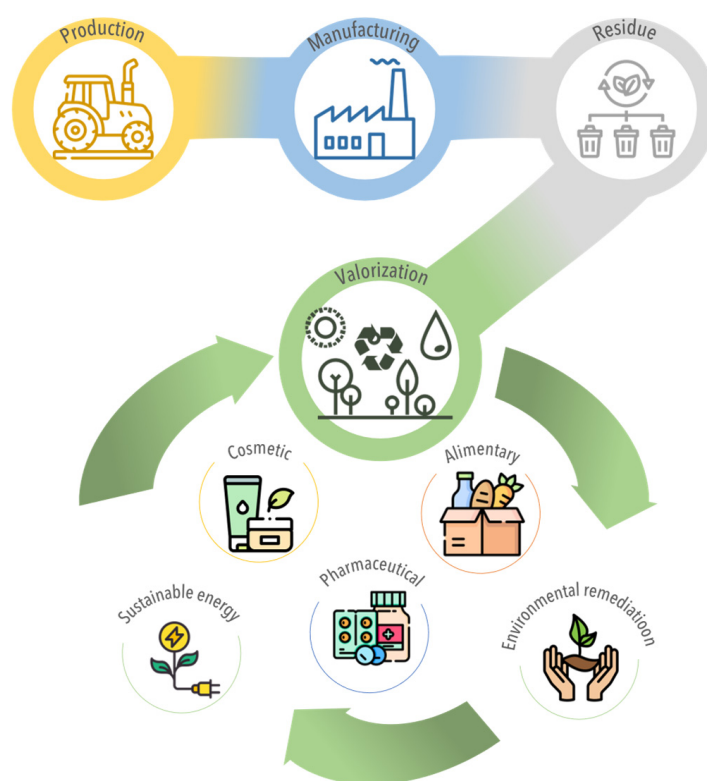 Production
Manufacturing
Residue
Valorization
Cosmetic
Alimentary
Sustainable energy
Pharmaceutical
Environmental remediatioon